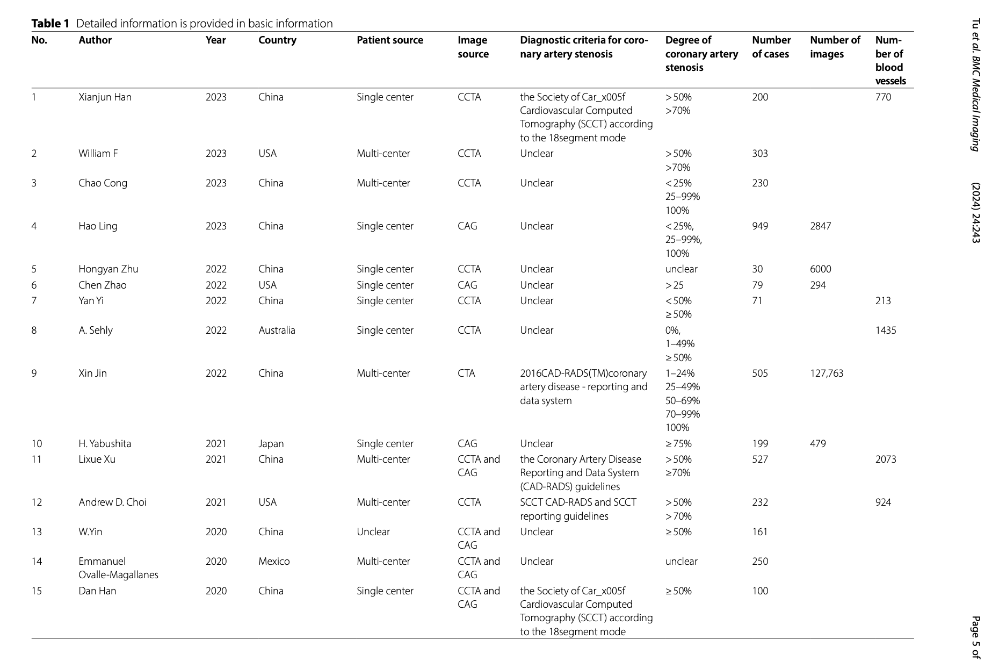 Table 1 Detailed information is provided in basic information
No. Author Year Country Patient source Image source Diagnostic criteria for coro-nary artery stenosis Degree of coronary artery stenosis Number of cases Number of images Num-ber of blood vessels
1 Xianjun Han 2023 China Single center CCTA the Society of Car_x005f > 50% 200 770
Cardiovascular Computed >70%
Tomography (SCCT) according
to the 18segment mode
2 William F 2023 USA Multi-center CCTA Unclear > 50% 303
>70%
3 Chao Cong 2023 China Multi-center CCTA Unclear < 25% 230
25–99%
100%
4 Hao Ling 2023 China Single center CAG Unclear < 25%, 949 2847
25–99%,
100%
5 Hongyan Zhu 2022 China Single center CCTA Unclear unclear 30 6000
6 Chen Zhao 2022 USA Single center CAG Unclear > 25 79 294
7 Yan Yi 2022 China Single center CCTA Unclear < 50% 71 213
≥ 50%
8 A. Sehly 2022 Australia Single center CCTA Unclear 0%, 1435
1–49%
≥ 50%
9 Xin Jin 2022 China Multi-center CTA 2016CAD-RADS(TM)coronary 1–24% 505 127,763
artery disease - reporting and 25–49%
data system 50–69%
70–99%
100%
10 H. Yabushita 2021 Japan Single center CAG Unclear ≥ 75% 199 479
11 Lixue Xu 2021 China Multi-center CCTA and the Coronary Artery Disease > 50% 527 2073
CAG Reporting and Data System ≥70%
(CAD-RADS) guidelines
12 Andrew D. Choi 2021 USA Multi-center CCTA SCCT CAD-RADS and SCCT > 50% 232 924
reporting guidelines > 70%
13 W.Yin 2020 China Unclear CCTA and Unclear ≥ 50% 161
CAG
14 Emmanuel 2020 Mexico Multi-center CCTA and Unclear unclear 250
Ovalle-Magallanes CAG
15 Dan Han 2020 China Single center CCTA and the Society of Car_x005f ≥ 50% 100
CAG Cardiovascular Computed
Tomography (SCCT) according
to the 18segment mode
Tu et al. BMC Medical Imaging (2024) 24:243
Page 5 of